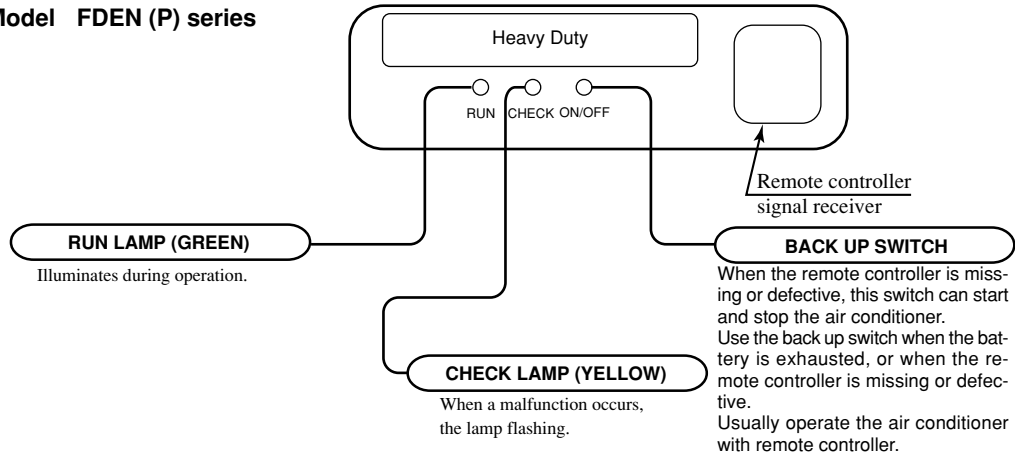 Model FDEN (P) series
Heavy Duty
RUN CHECK ON/OFF
Remote controller
signal receiver
RUN LAMP (GREEN)
Illuminates during operation.
BACK UP SWITCH
When the remote controller is miss-
ing or defective, this switch can start
and stop the air conditioner.
Use the back up switch when the bat-
tery is exhausted, or when the re-
mote controller is missing or defec-
tive.
Usually operate the air conditioner
with remote controller.
CHECK LAMP (YELLOW)
When a malfunction occurs,
the lamp flashing.